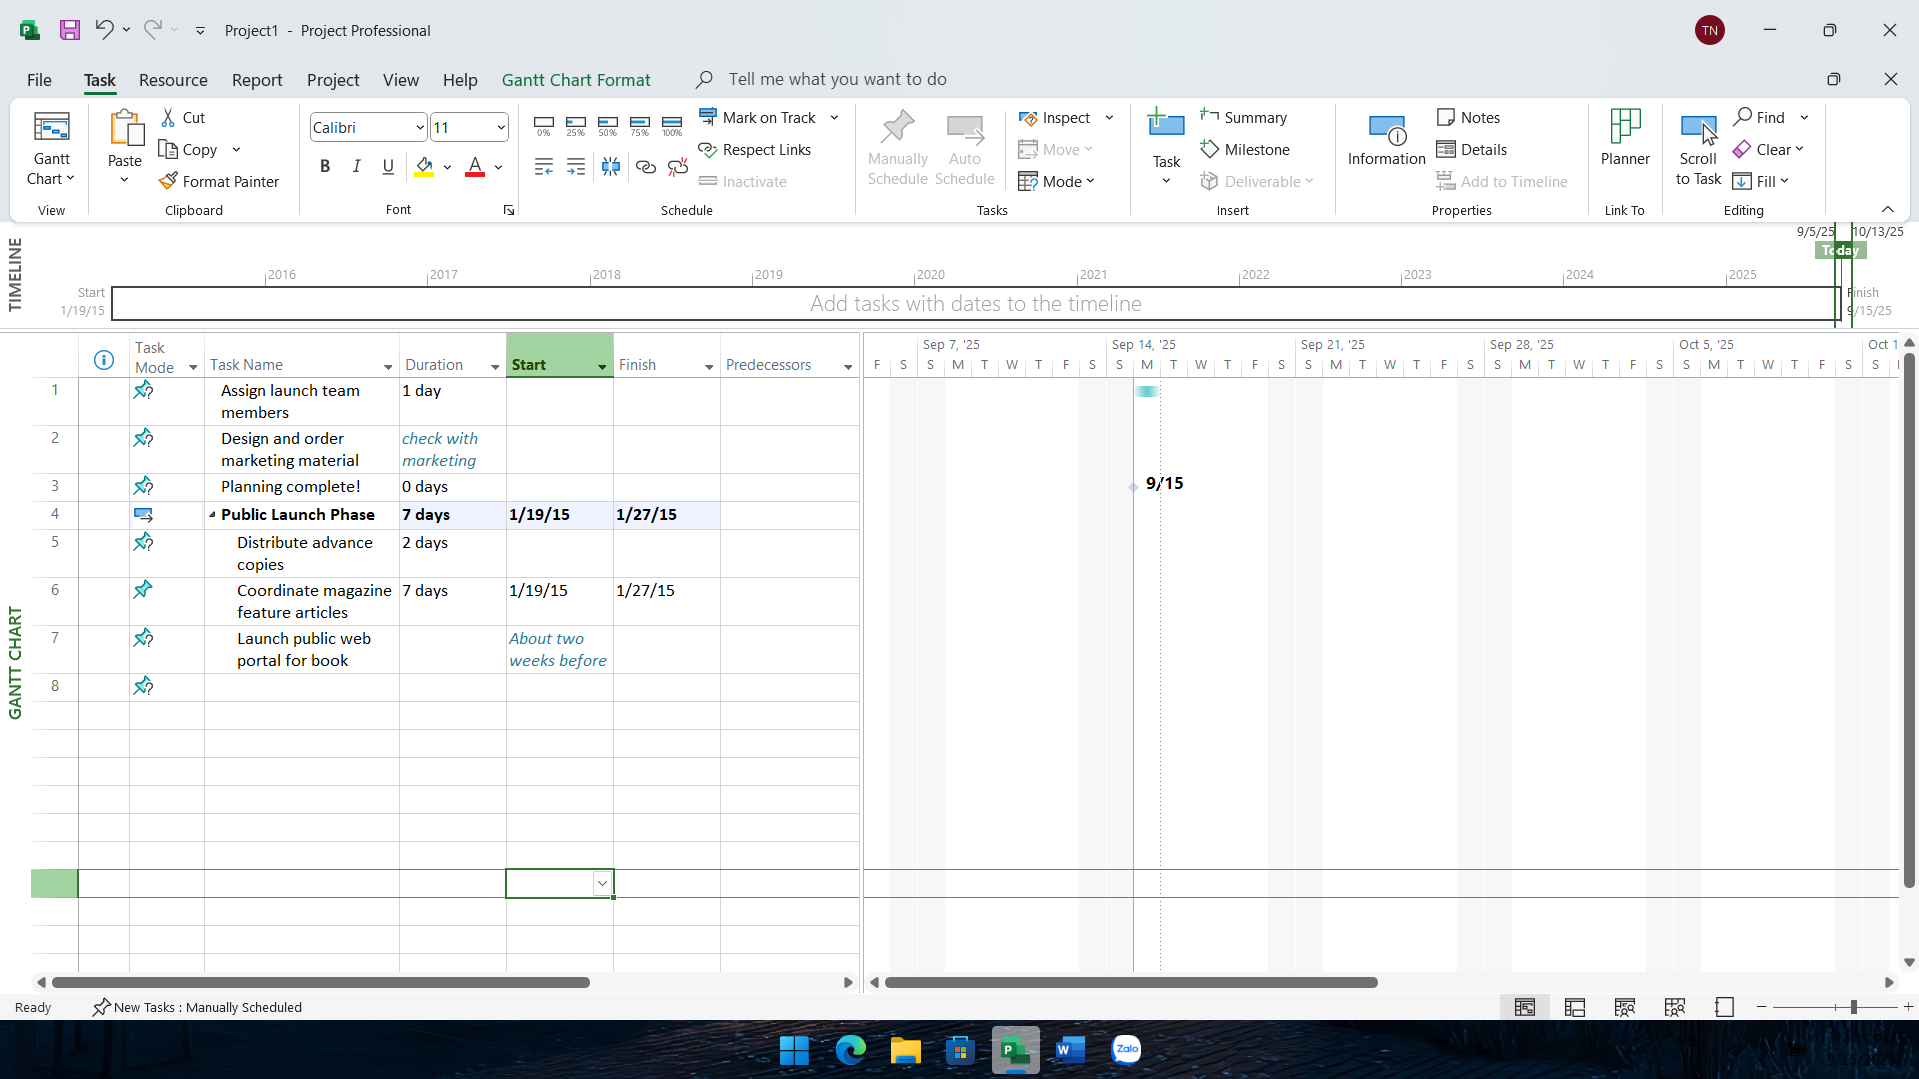 Project1 - Project Professional
TN
File Task Resource Report Project View Help Gantt Chart Format Tell me what you want to do
Gantt Chart
View
Paste
Cut
Copy
Format Painter
Clipboard
Calibri 11
B I U A
Font
0% 25% 50% 75% 100%
Mark on Track
Respect Links
Inactivate
Schedule
Manually Schedule
Auto Schedule
Inspect
Move
Mode
Tasks
Task
Summary
Milestone
Deliverable
Insert
Information
Notes
Details
Add to Timeline
Properties
Planner
Link To
Scroll to Task
Find
Clear
Fill
Editing
TIMELINE
9/5/25 10/13/25
Today
2016 2017 2018 2019 2020 2021 2022 2023 2024 2025
Start
1/19/15
Add tasks with dates to the timeline
Finish
9/15/25
GANTT CHART
Task Mode Task Name Duration Start Finish Predecessors
Sep 7, '25 Sep 14, '25 Sep 21, '25 Sep 28, '25 Oct 5, '25 Oct 1
F S S M T W T F S S M T W T F S S M T W T F S S M T W T F S S M T W T F S S
1 Assign launch team members 1 day
2 Design and order marketing material check with marketing
3 Planning complete! 0 days
9/15
4 Public Launch Phase 7 days 1/19/15 1/27/15
5 Distribute advance copies 2 days
6 Coordinate magazine feature articles 7 days 1/19/15 1/27/15
7 Launch public web portal for book About two weeks before
8
Ready New Tasks : Manually Scheduled
Zalo